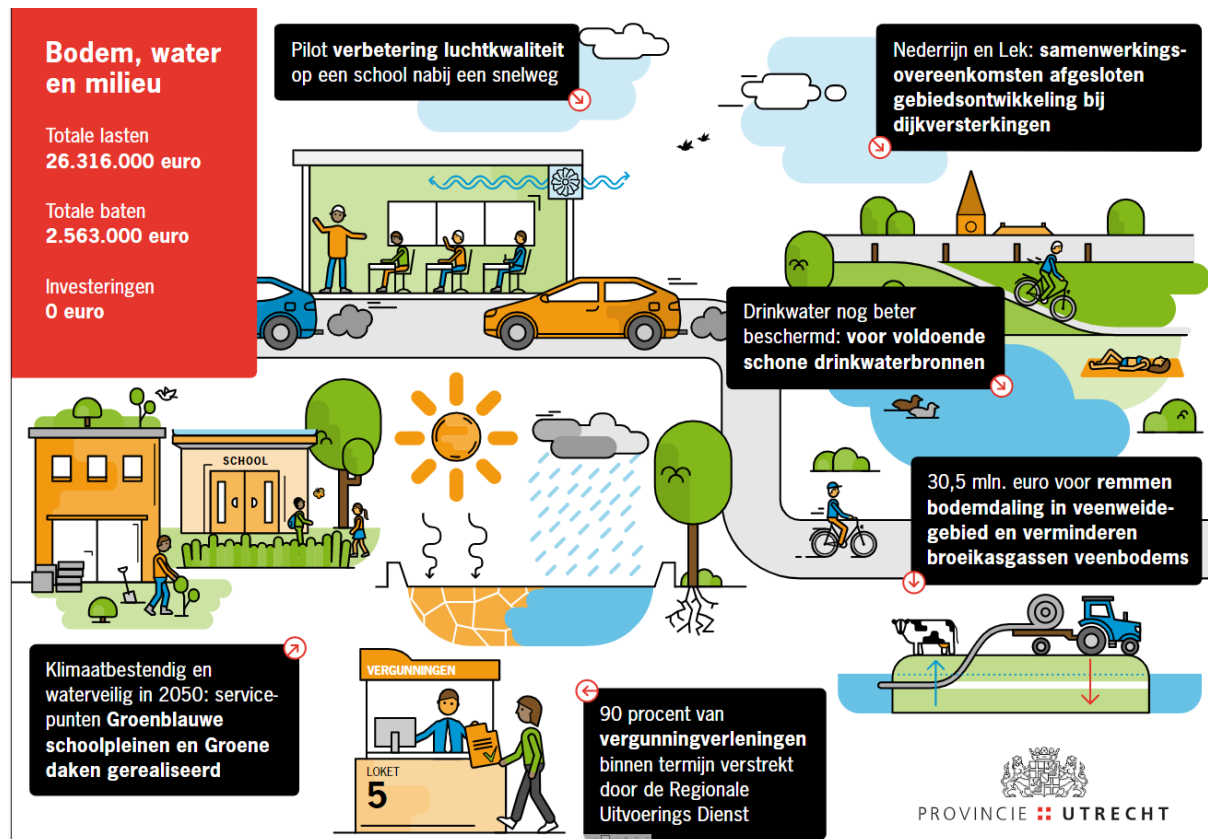 Bodem, water
en milieu
Totale lasten
26.316.000 euro
Totale baten
2.563.000 euro
Investeringen
0 euro
Pilot verbetering luchtkwaliteit
op een school nabij een snelweg
Nederrijn en Lek: samenwerkings-
overeenkomsten afgesloten
gebiedsontwikkeling bij
dijkversterkingen
Drinkwater nog beter
beschermd: voor voldoende
schone drinkwaterbronnen
SCHOOL
30,5 mln. euro voor remmen
bodemdaling in veenweide-
gebied en verminderen
broeikasgassen veenbodems
Klimaatbestendig en
waterveilig in 2050: service-
punten Groenblauwe
schoolpleinen en Groene
daken gerealiseerd
VERGUNNINGEN
LOKET
5
90 procent van
vergunningverleningen
binnen termijn verstrekt
door de Regionale
Uitvoerings Dienst
PROVINCIE UTRECHT